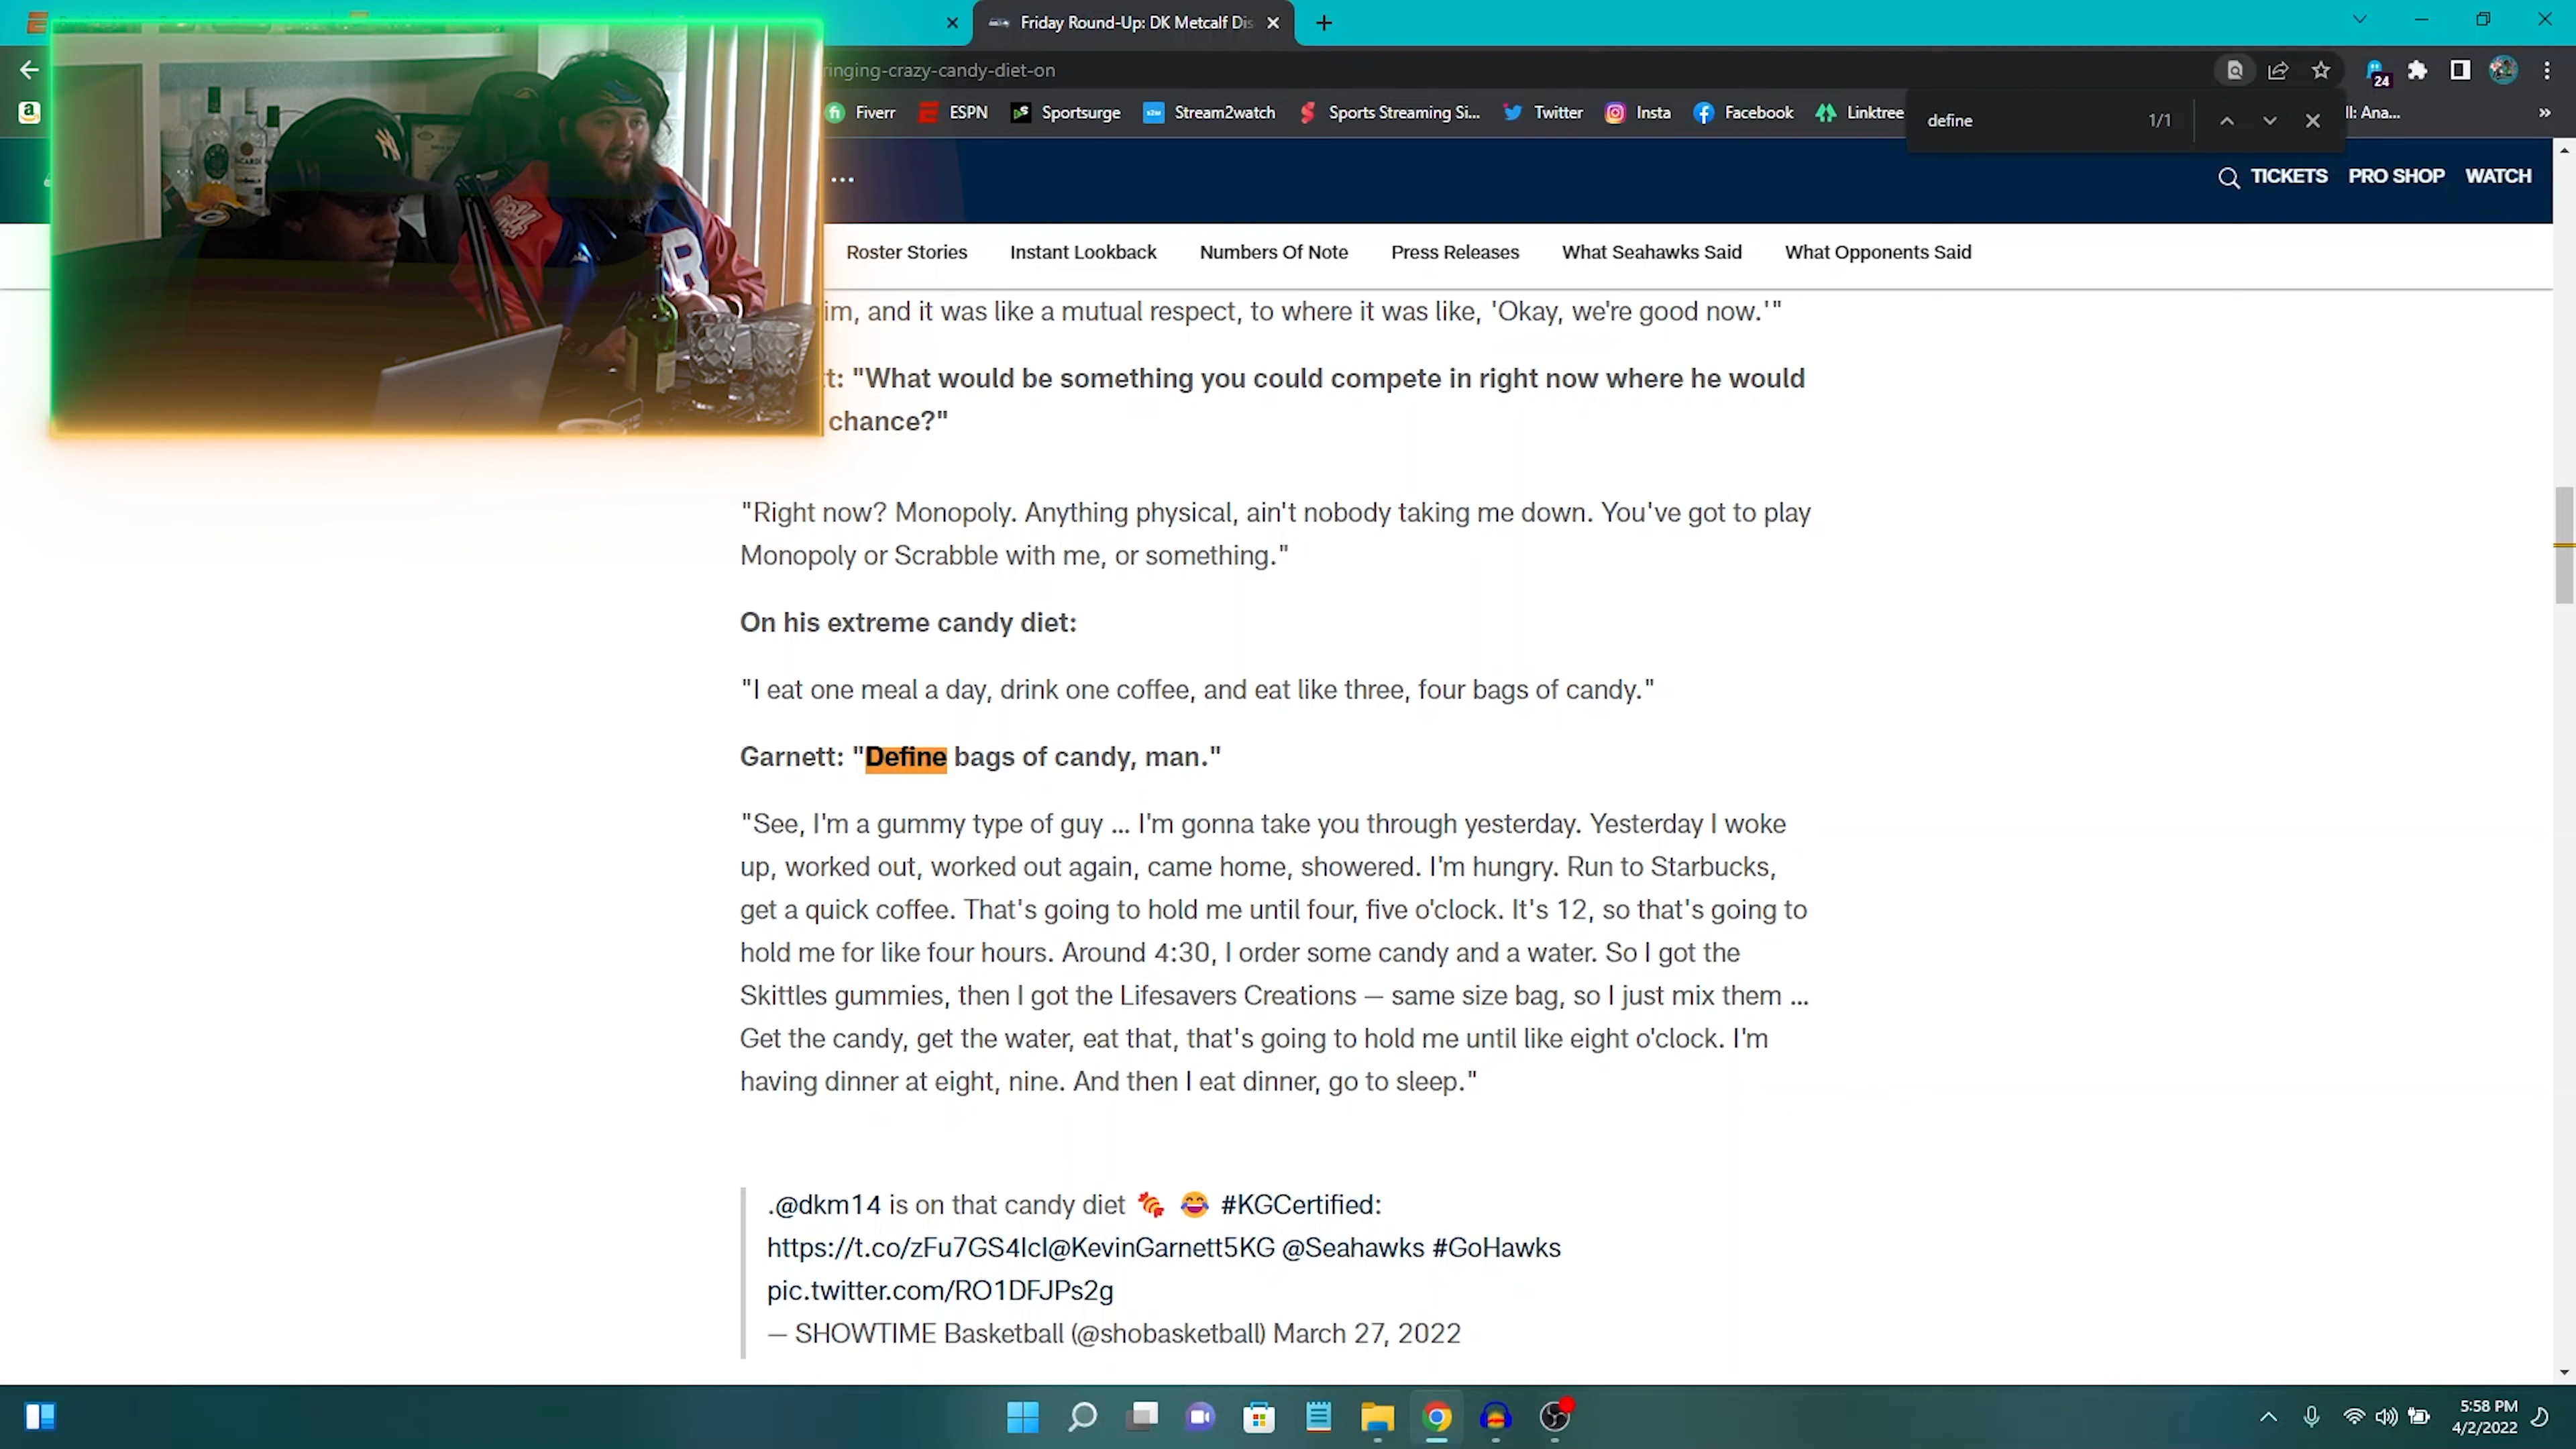 Friday Round-Up: DK Metcalf Dis
ringing-crazy-candy-diet-on
24
Fiverr
ESPN
Sportsurge
Stream2watch
Sports Streaming Si...
Twitter
Insta
Facebook
Linktree
ll: Ana...
define
1/1
...
TICKETS
PRO SHOP
WATCH
Roster Stories
Instant Lookback
Numbers Of Note
Press Releases
What Seahawks Said
What Opponents Said
im, and it was like a mutual respect, to where it was like, 'Okay, we're good now.'"
t: "What would be something you could compete in right now where he would
chance?"
"Right now? Monopoly. Anything physical, ain't nobody taking me down. You've got to play
Monopoly or Scrabble with me, or something."
On his extreme candy diet:
"I eat one meal a day, drink one coffee, and eat like three, four bags of candy."
Garnett: "Define bags of candy, man."
"See, I'm a gummy type of guy ... I'm gonna take you through yesterday. Yesterday I woke
up, worked out, worked out again, came home, showered. I'm hungry. Run to Starbucks,
get a quick coffee. That's going to hold me until four, five o'clock. It's 12, so that's going to
hold me for like four hours. Around 4:30, I order some candy and a water. So I got the
Skittles gummies, then I got the Lifesavers Creations — same size bag, so I just mix them ...
Get the candy, get the water, eat that, that's going to hold me until like eight o'clock. I'm
having dinner at eight, nine. And then I eat dinner, go to sleep."
.@dkm14 is on that candy diet 🍬 😂 #KGCertified:
https://t.co/zFu7GS4IcI@KevinGarnett5KG @Seahawks #GoHawks
pic.twitter.com/RO1DFJPs2g
— SHOWTIME Basketball (@shobasketball) March 27, 2022
5:58 PM
4/2/2022